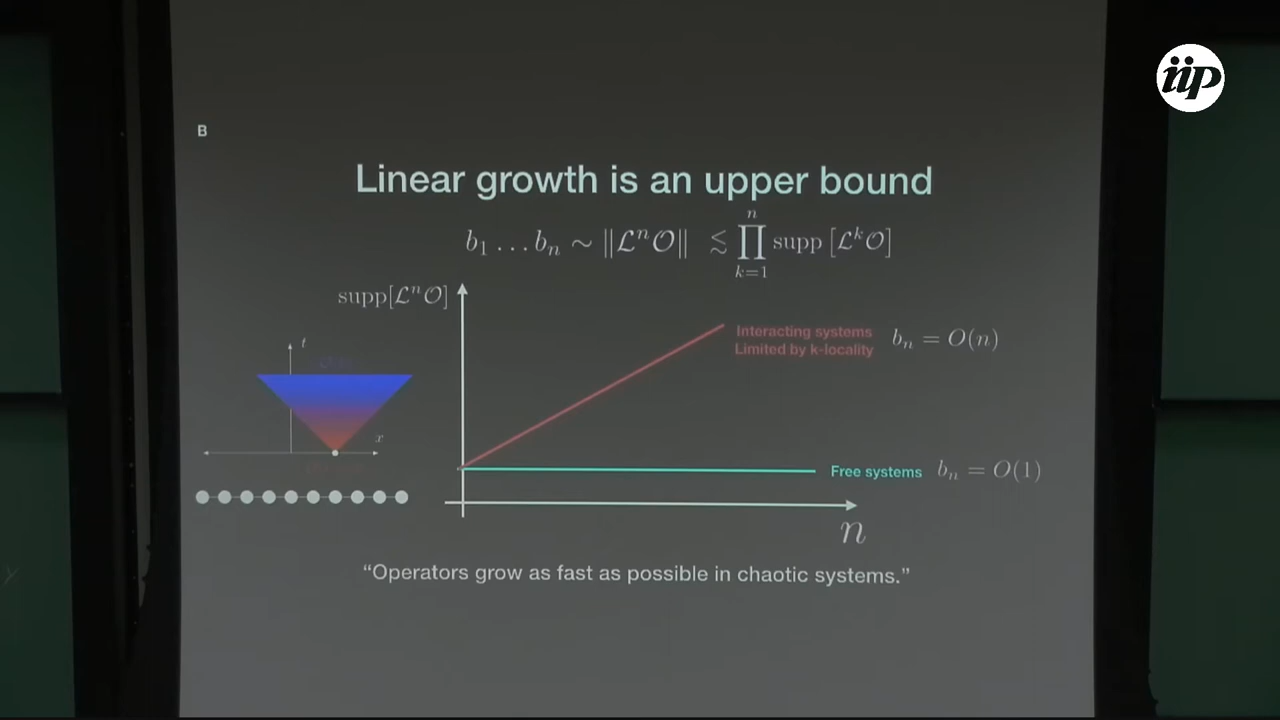 iip
B
Linear growth is an upper bound
b₁ … bₙ ∼ ‖ℒⁿ𝒪‖ ≲ ∏ₖ₌₁ⁿ supp [ℒᵏ𝒪]
supp[ℒⁿ𝒪]
Interacting systems
Limited by k-locality
bₙ = O(n)
t
x
Free systems bₙ = O(1)
n
“Operators grow as fast as possible in chaotic systems.”